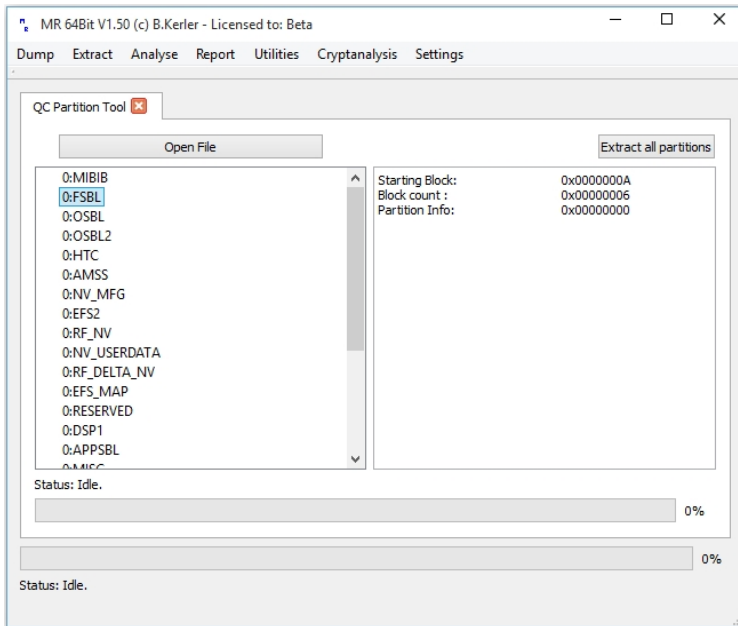 MR 64Bit V1.50 (c) B.Kerler - Licensed to: Beta
Dump Extract Analyse Report Utilities Cryptanalysis Settings
QC Partition Tool
Open File
Extract all partitions
0:MIBIB
0:FSBL
0:OSBL
0:OSBL2
0:HTC
0:AMSS
0:NV_MFG
0:EFS2
0:RF_NV
0:NV_USERDATA
0:RF_DELTA_NV
0:EFS_MAP
0:RESERVED
0:DSP1
0:APPSBL
0:MISC
Starting Block: 0x0000000A
Block count : 0x00000006
Partition Info: 0x00000000
Status: Idle.
0%
0%
Status: Idle.